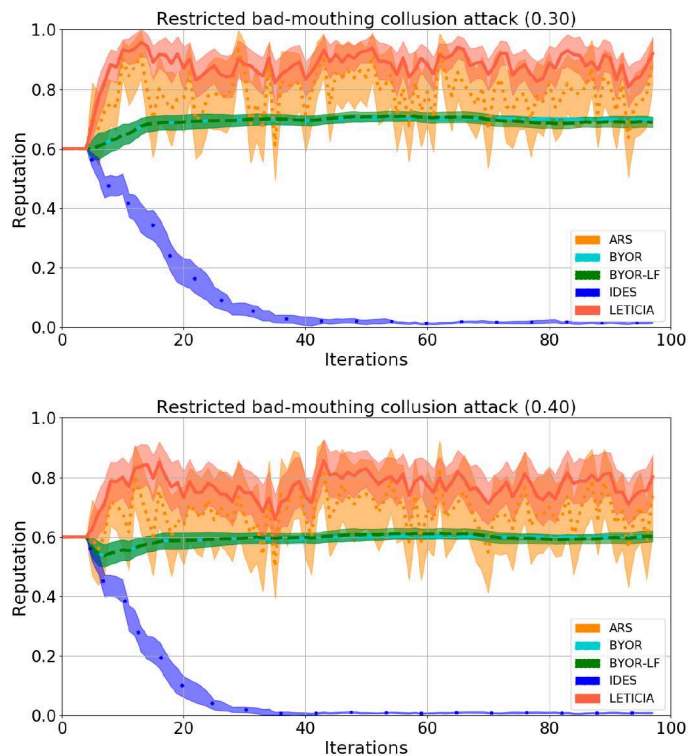 Restricted bad-mouthing collusion attack (0.30)
1.0
0.8
0.6
0.4
0.2
0.0
Reputation
ARS
BYOR
BYOR-LF
IDES
LETICIA
0 20 40 60 80 100
Iterations
Restricted bad-mouthing collusion attack (0.40)
1.0
0.8
0.6
0.4
0.2
0.0
Reputation
ARS
BYOR
BYOR-LF
IDES
LETICIA
0 20 40 60 80 100
Iterations